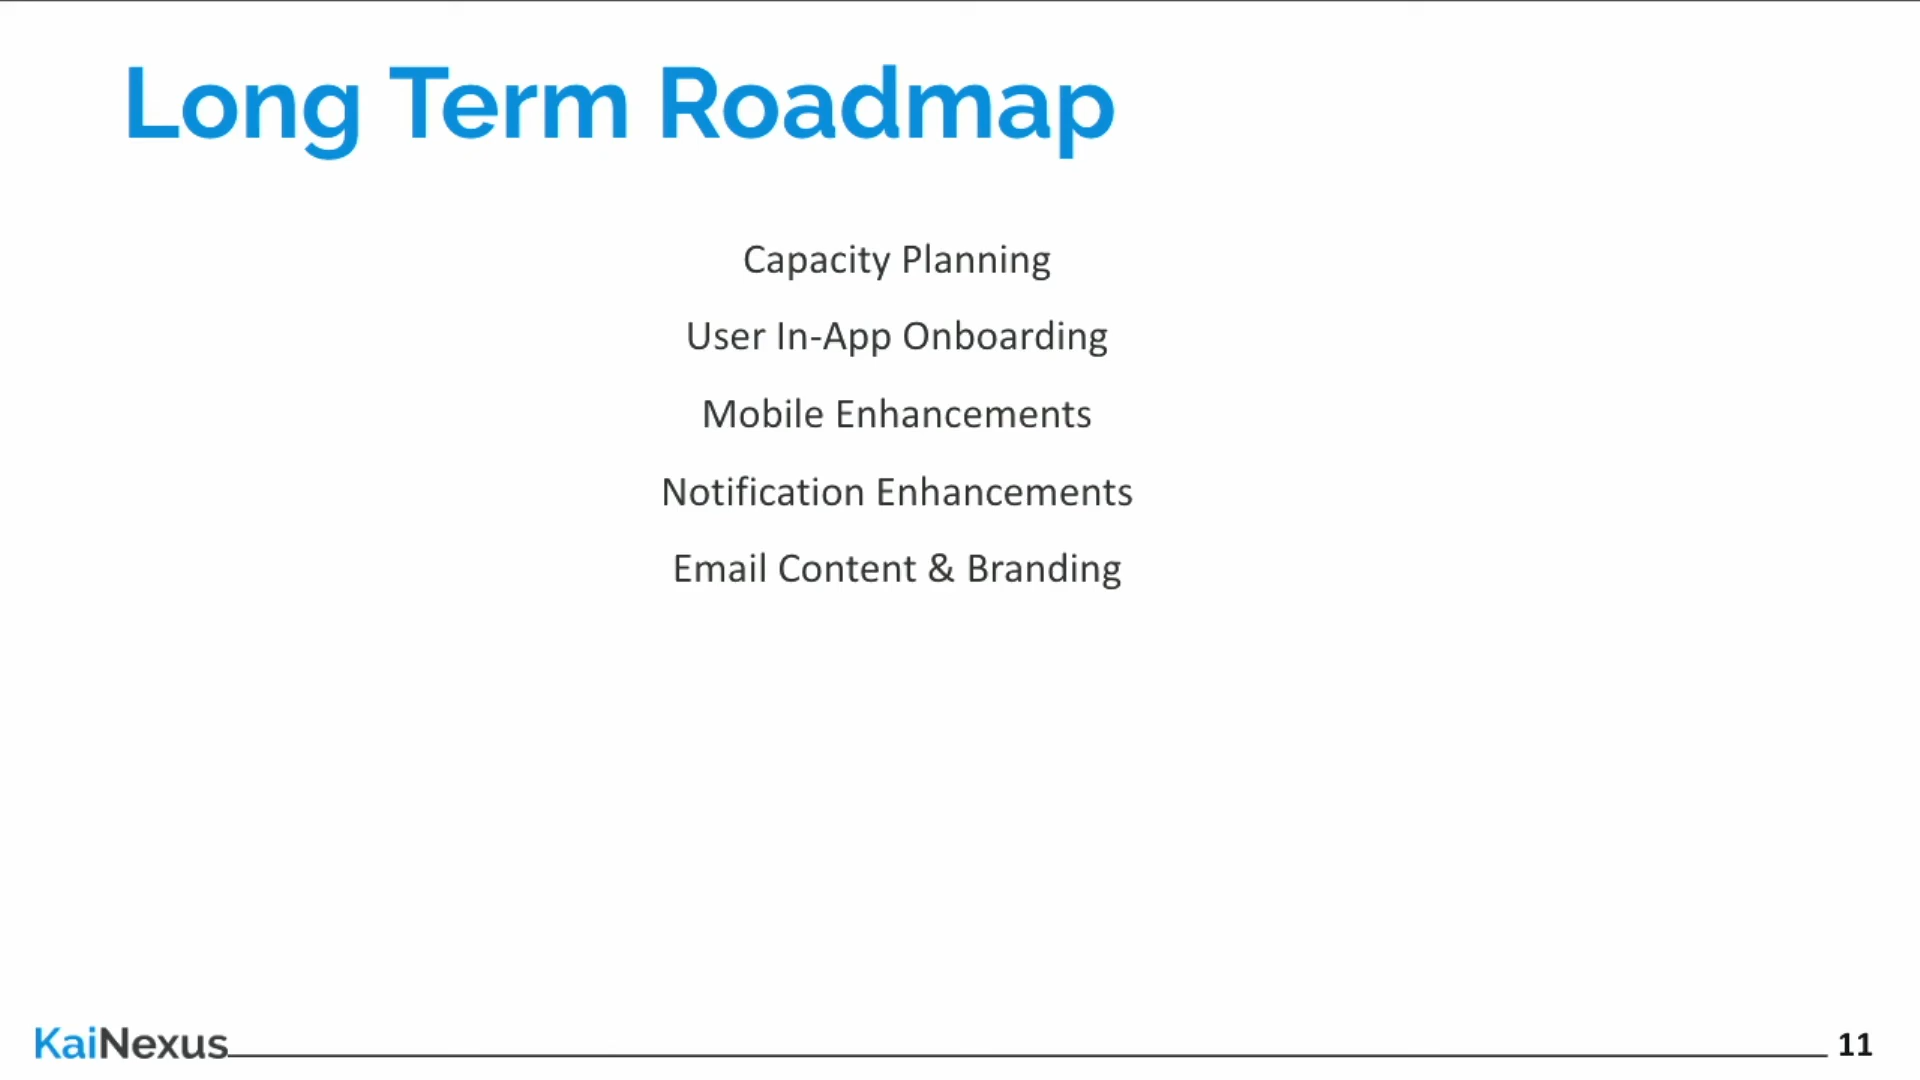 Long Term Roadmap
Capacity Planning
User In-App Onboarding
Mobile Enhancements
Notification Enhancements
Email Content & Branding
KaiNexus
11